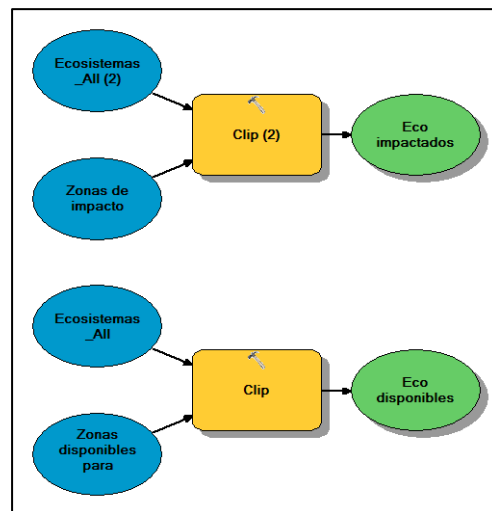 Ecosistemas
_All (2)
Clip (2)
Eco
impactados
Zonas de
impacto
Ecosistemas
_All
Clip
Eco
disponibles
Zonas
disponibles
para